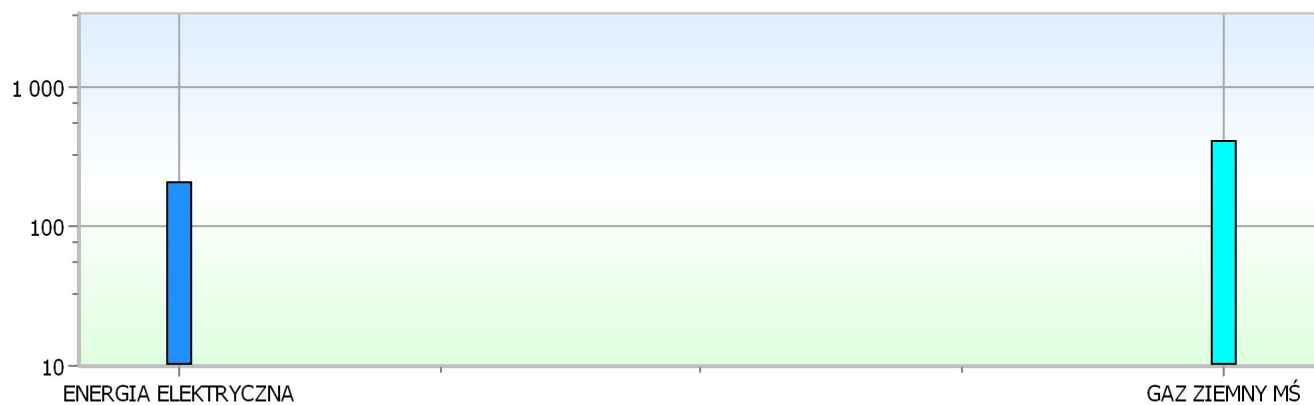 1 000
100
10
ENERGIA ELEKTRYCZNA
GAZ ZIEMNY MŚ